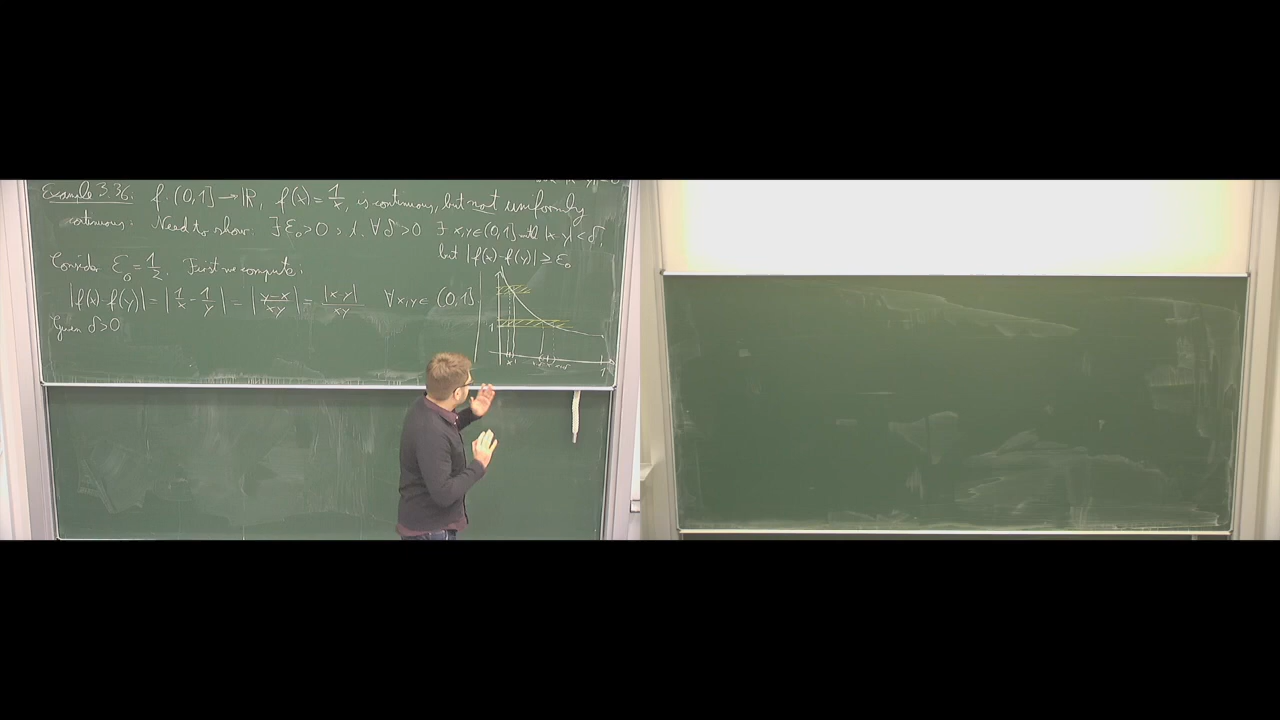 Example 3.36: f: (0,1] → ℝ, f(x) = 1/x, is continuous, but not uniformly
continuous: Need to show: ∃ ε₀>0 s.t. ∀ δ>0 ∃ x,y∈(0,1] with |x-y|<δ,
but |f(x)-f(y)| ≥ ε₀
Consider ε₀ = 1/2. First we compute:
|f(x)-f(y)| = |1/x - 1/y| = |y-x/xy| = |x-y|/xy ∀ x,y ∈ (0,1].
Given δ>0
1
x
1